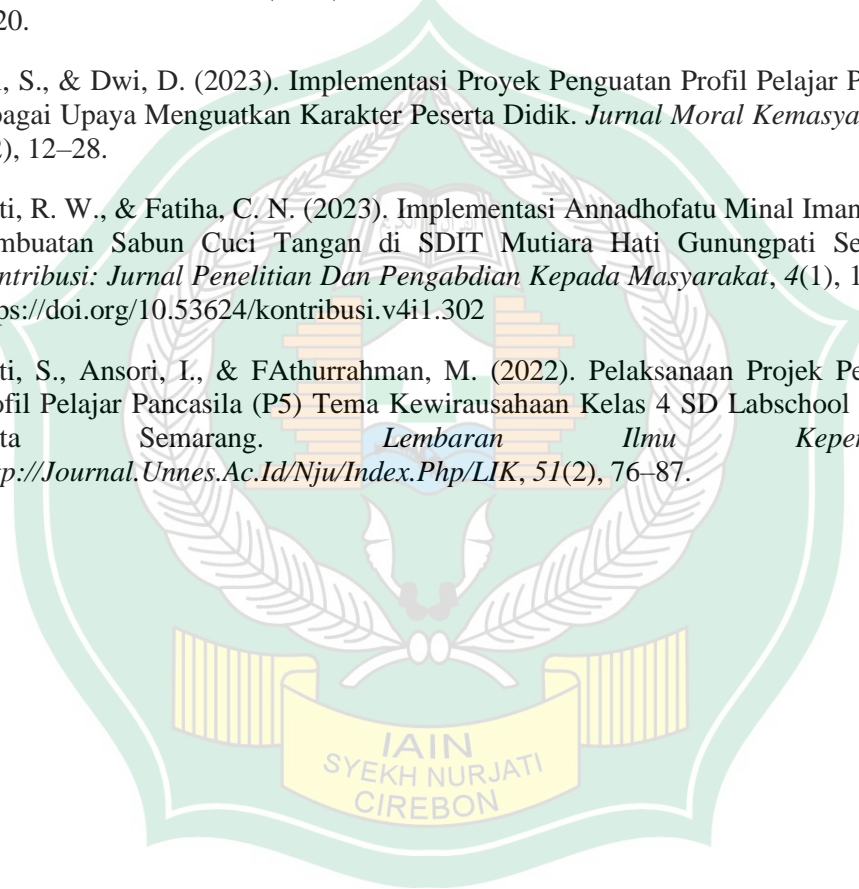 20.
, S., & Dwi, D. (2023). Implementasi Proyek Penguatan Profil Pelajar P
bagai Upaya Menguatkan Karakter Peserta Didik. Jurnal Moral Kemasya
2), 12–28.
ti, R. W., & Fatiha, C. N. (2023). Implementasi Annadhofatu Minal Iman
mbuatan Sabun Cuci Tangan di SDIT Mutiara Hati Gunungpati Se
ntribusi: Jurnal Penelitian Dan Pengabdian Kepada Masyarakat, 4(1), 1
ps://doi.org/10.53624/kontribusi.v4i1.302
ti, S., Ansori, I., & FAthurrahman, M. (2022). Pelaksanaan Projek Pe
ofil Pelajar Pancasila (P5) Tema Kewirausahaan Kelas 4 SD Labschool
ta Semarang. Lembaran Ilmu Kepen
tp://Journal.Unnes.Ac.Id/Nju/Index.Php/LIK, 51(2), 76–87.
IAIN
SYEKH NURJATI
CIREBON